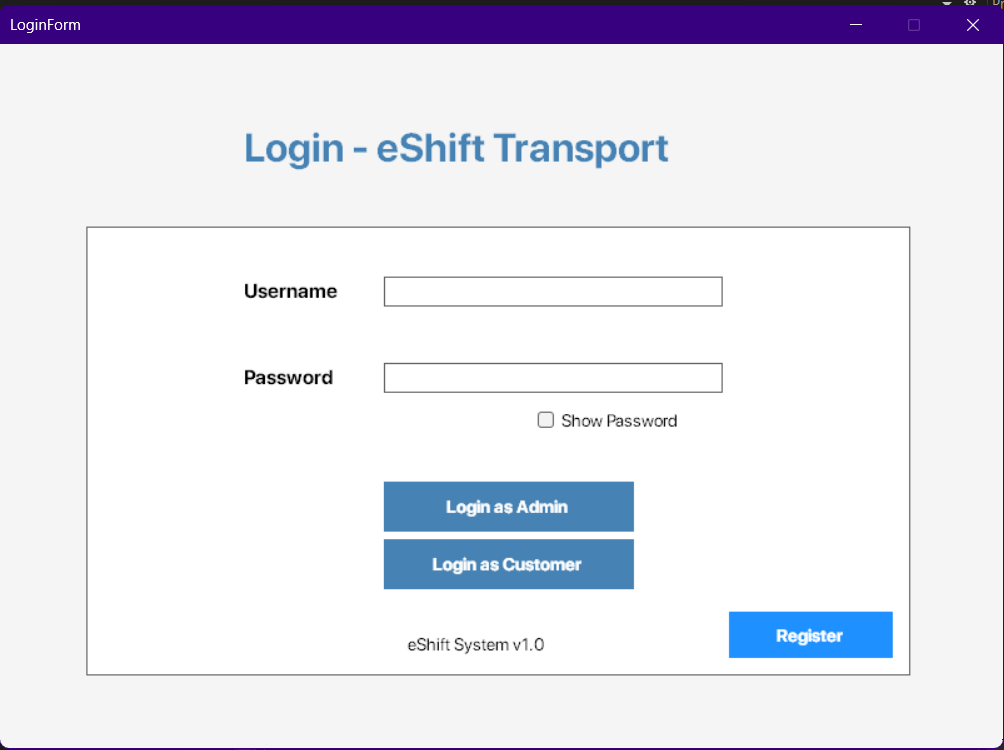 LoginForm
Login - eShift Transport
Username
Password
Show Password
Login as Admin
Login as Customer
eShift System v1.0
Register